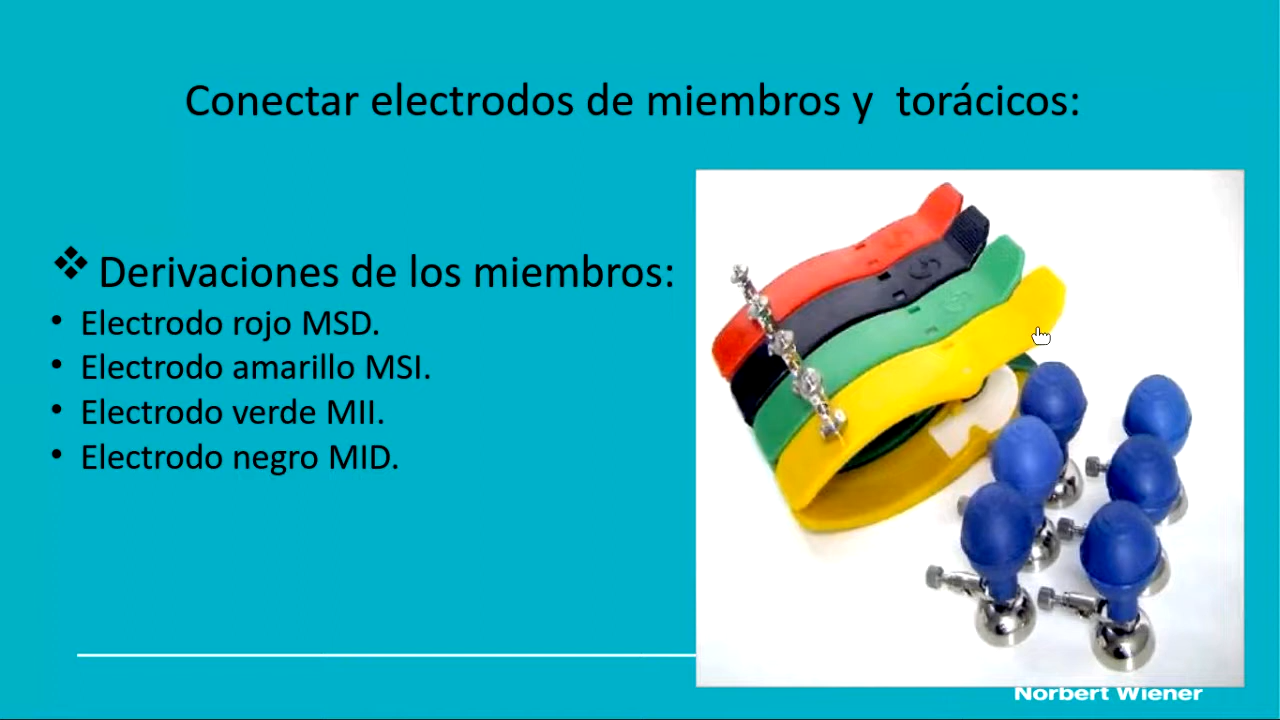 Conectar electrodos de miembros y torácicos:
❖ Derivaciones de los miembros:
• Electrodo rojo MSD.
• Electrodo amarillo MSI.
• Electrodo verde MII.
• Electrodo negro MID.
Norbert Wiener